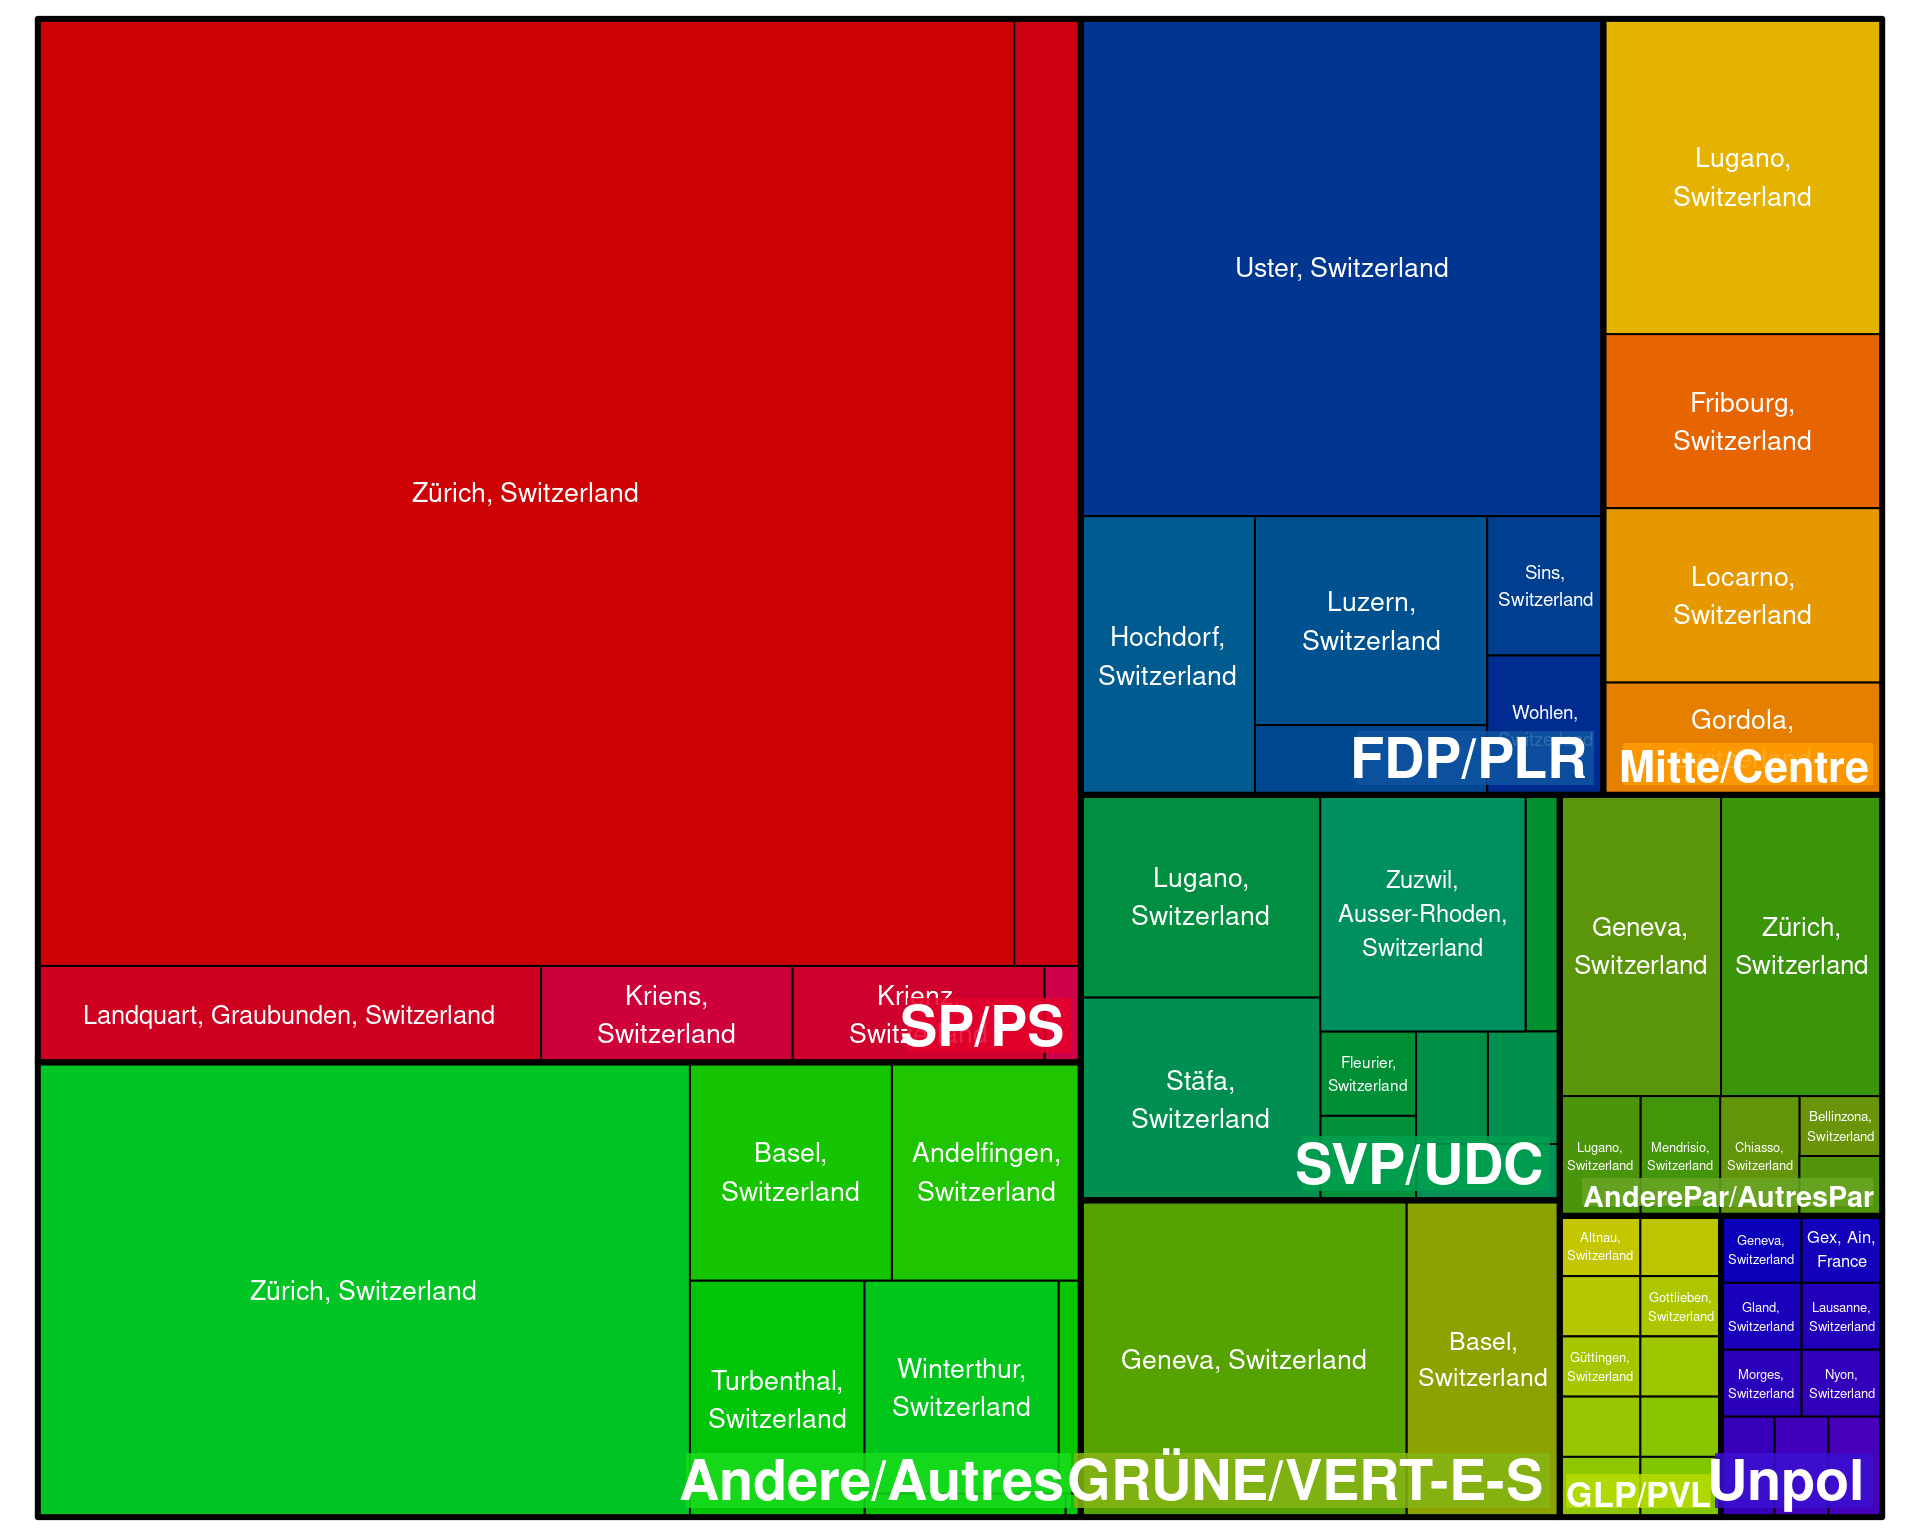 Zürich, Switzerland
Landquart, Graubunden, Switzerland
Kriens,
Switzerland
Krienz,
Switzerland
SP/PS
Uster, Switzerland
Hochdorf,
Switzerland
Luzern,
Switzerland
Sins,
Switzerland
Wohlen,
Switzerland
FDP/PLR
Lugano,
Switzerland
Fribourg,
Switzerland
Locarno,
Switzerland
Gordola,
Switzerland
Mitte/Centre
Zürich, Switzerland
Basel,
Switzerland
Andelfingen,
Switzerland
Turbenthal,
Switzerland
Winterthur,
Switzerland
Andere/Autres
Lugano,
Switzerland
Zuzwil,
Ausser-Rhoden,
Switzerland
Stäfa,
Switzerland
Fleurier,
Switzerland
SVP/UDC
Geneva, Switzerland
Basel,
Switzerland
GRÜNE/VERT-E-S
Geneva,
Switzerland
Zürich,
Switzerland
Lugano,
Switzerland
Mendrisio,
Switzerland
Chiasso,
Switzerland
Bellinzona,
Switzerland
AnderePar/AutresPar
Altnau,
Switzerland
Gottlieben,
Switzerland
Güttingen,
Switzerland
GLP/PVL
Geneva,
Switzerland
Gex, Ain,
France
Gland,
Switzerland
Lausanne,
Switzerland
Morges,
Switzerland
Nyon,
Switzerland
Unpol